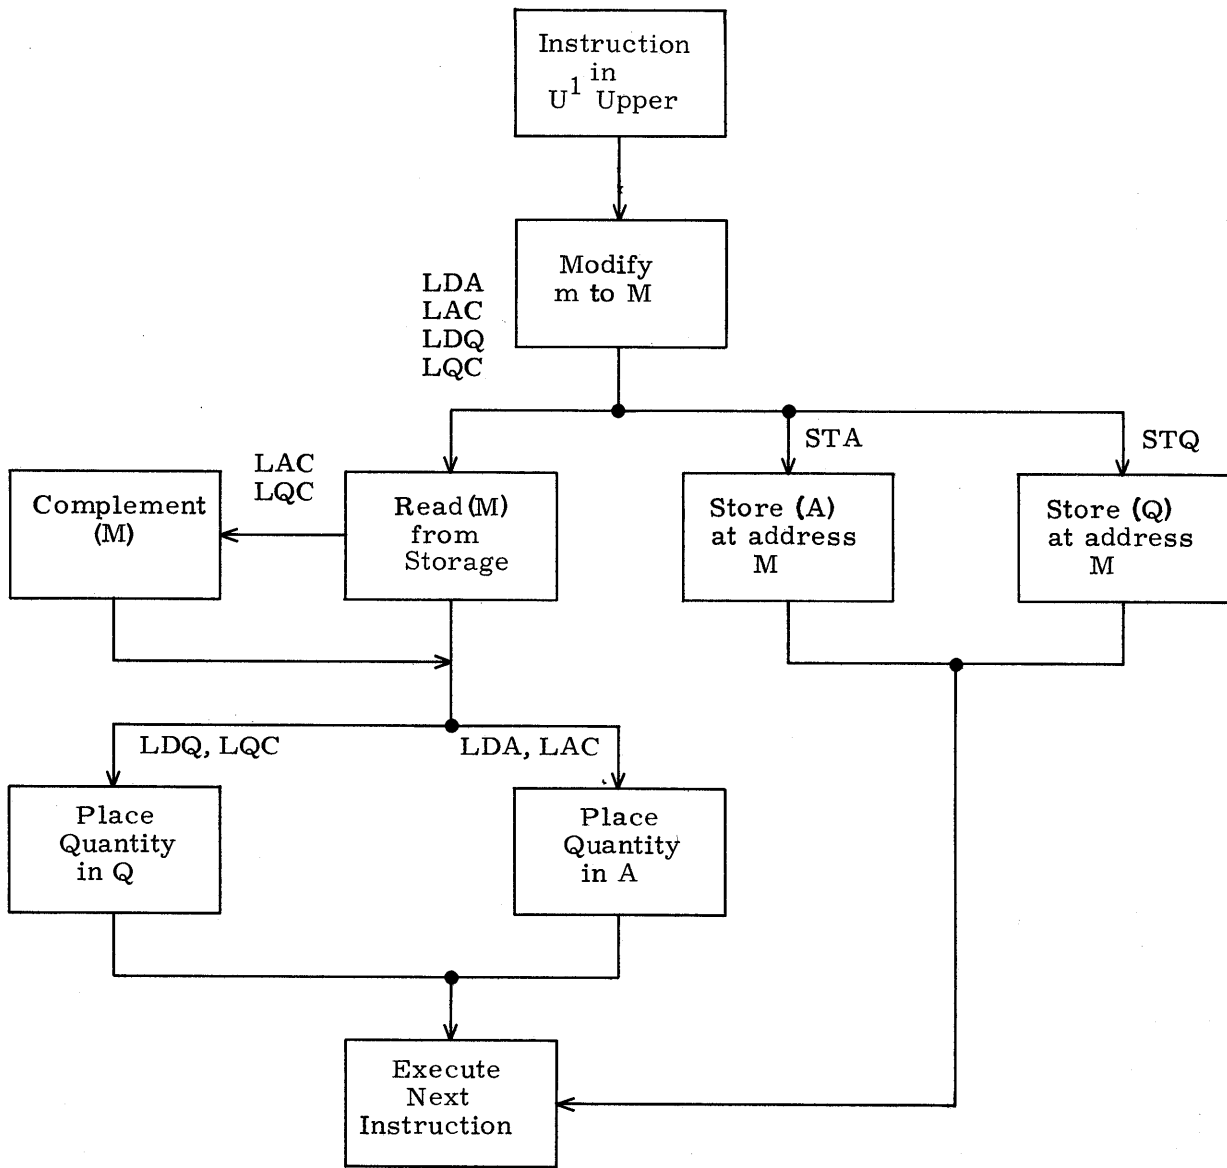 Instruction
in
U¹ Upper
Modify
m to M
LDA
LAC
LDQ
LQC
STA
STQ
LAC
LQC
Complement
(M)
Read (M)
from
Storage
Store (A)
at address
M
Store (Q)
at address
M
LDQ, LQC
LDA, LAC
Place
Quantity
in Q
Place
Quantity
in A
Execute
Next
Instruction